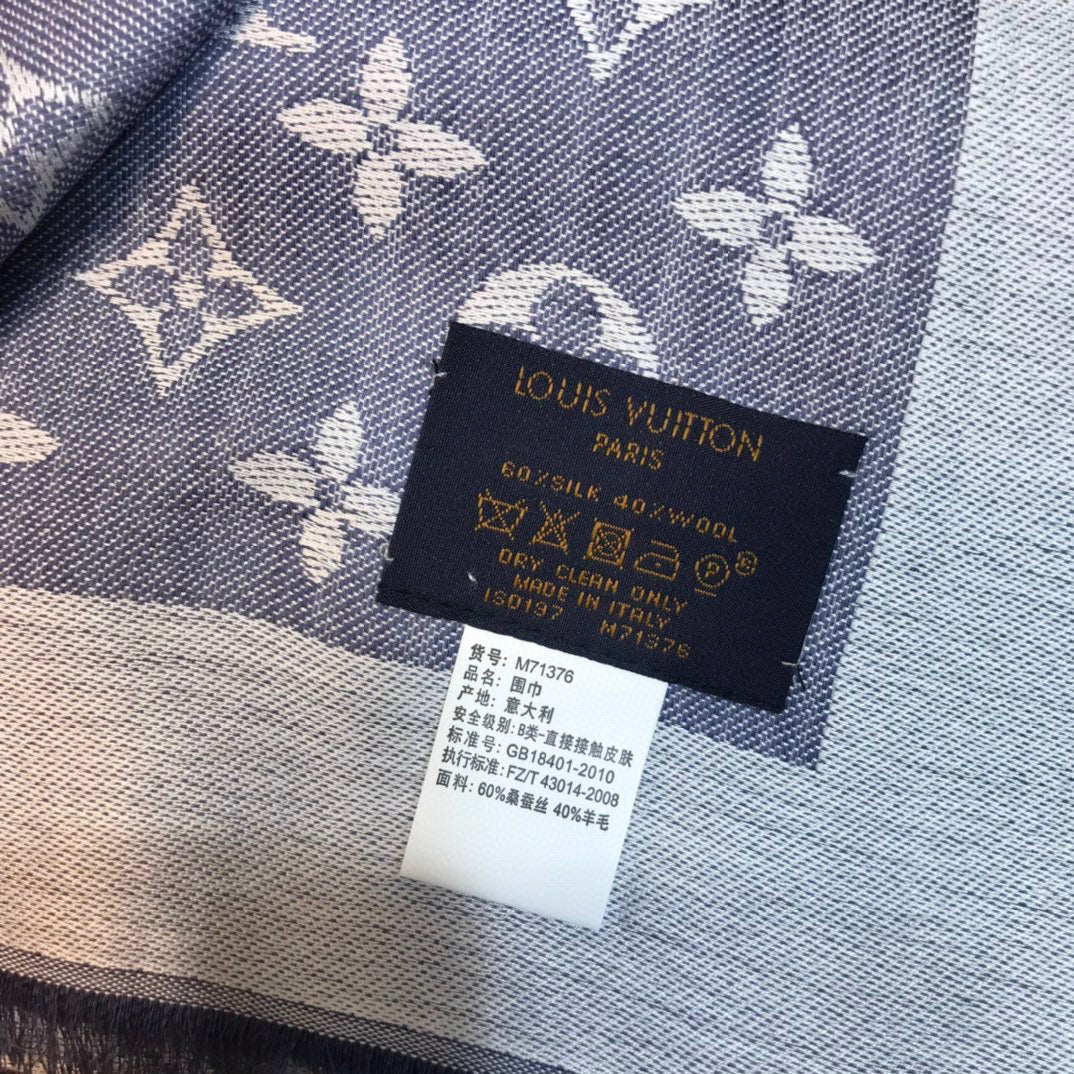 LOUIS VUITTON
PARIS
60%SILK 40%WOOL
P ®
DRY CLEAN ONLY
MADE IN ITALY
IS0197 M71376
货号: M71376
品名: 围巾
产地: 意大利
安全级别: B类-直接接触皮肤
标准号: GB18401-2010
执行标准: FZ/T 43014-2008
面料: 60%桑蚕丝 40%羊毛